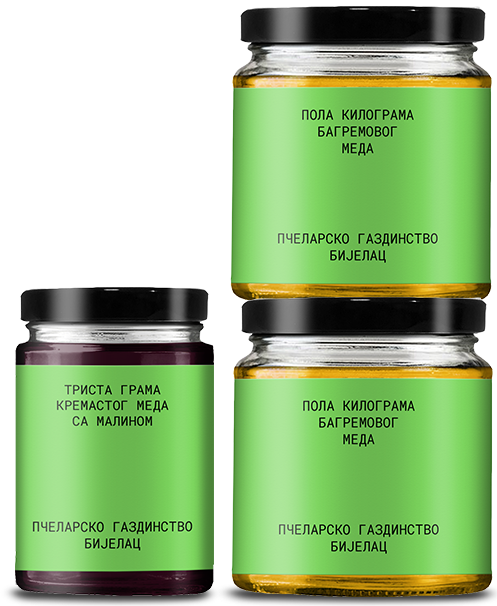 ПОЛА КИЛОГРАМА
БАГРЕМОВОГ
МЕДА
ПЧЕЛАРСКО ГАЗДИНСТВО
БИЈЕЛАЦ
ТРИСТА ГРАМА
КРЕМАСТОГ МЕДА
СА МАЛИНОМ
ПЧЕЛАРСКО ГАЗДИНСТВО
БИЈЕЛАЦ
ПОЛА КИЛОГРАМА
БАГРЕМОВОГ
МЕДА
ПЧЕЛАРСКО ГАЗДИНСТВО
БИЈЕЛАЦ